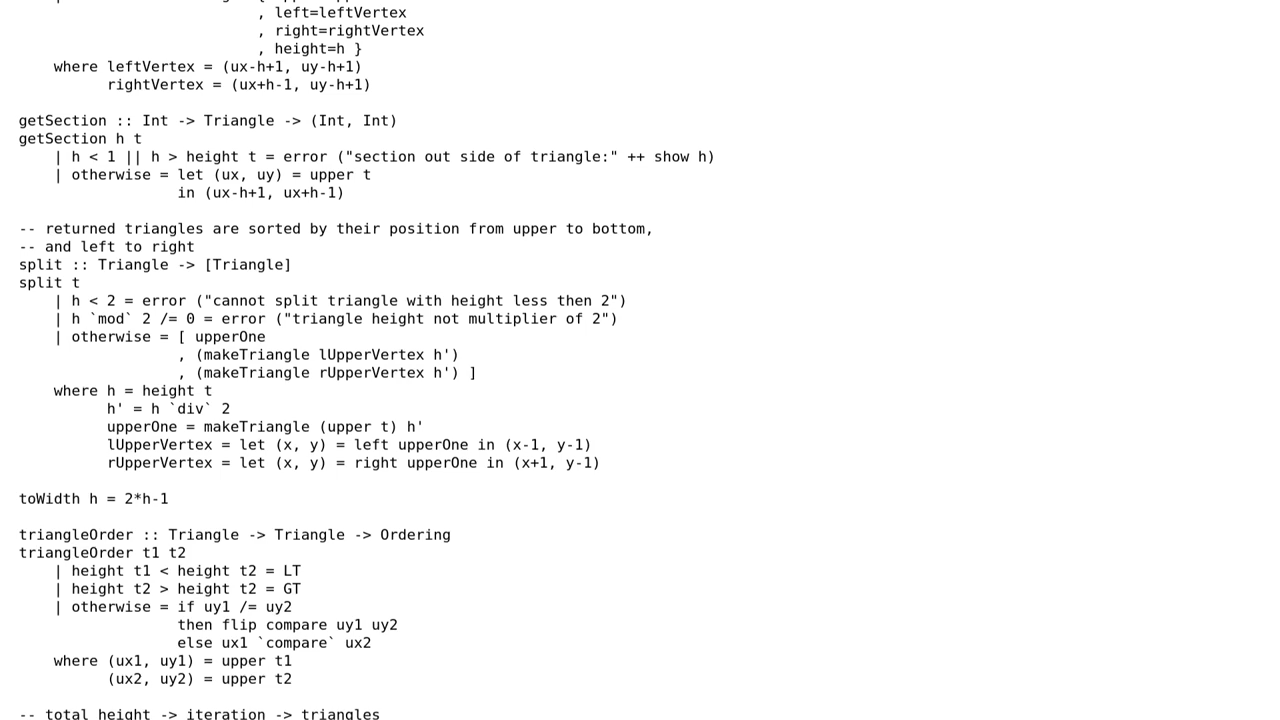 , left=leftVertex
, right=rightVertex
, height=h }
where leftVertex = (ux-h+1, uy-h+1)
rightVertex = (ux+h-1, uy-h+1)
getSection :: Int -> Triangle -> (Int, Int)
getSection h t
| h < 1 || h > height t = error ("section out side of triangle:" ++ show h)
| otherwise = let (ux, uy) = upper t
in (ux-h+1, ux+h-1)
-- returned triangles are sorted by their position from upper to bottom,
-- and left to right
split :: Triangle -> [Triangle]
split t
| h < 2 = error ("cannot split triangle with height less then 2")
| h `mod` 2 /= 0 = error ("triangle height not multiplier of 2")
| otherwise = [ upperOne
, (makeTriangle lUpperVertex h')
, (makeTriangle rUpperVertex h') ]
where h = height t
h' = h `div` 2
upperOne = makeTriangle (upper t) h'
lUpperVertex = let (x, y) = left upperOne in (x-1, y-1)
rUpperVertex = let (x, y) = right upperOne in (x+1, y-1)
toWidth h = 2*h-1
triangleOrder :: Triangle -> Triangle -> Ordering
triangleOrder t1 t2
| height t1 < height t2 = LT
| height t2 > height t2 = GT
| otherwise = if uy1 /= uy2
then flip compare uy1 uy2
else ux1 `compare` ux2
where (ux1, uy1) = upper t1
(ux2, uy2) = upper t2
-- total height -> iteration -> triangles